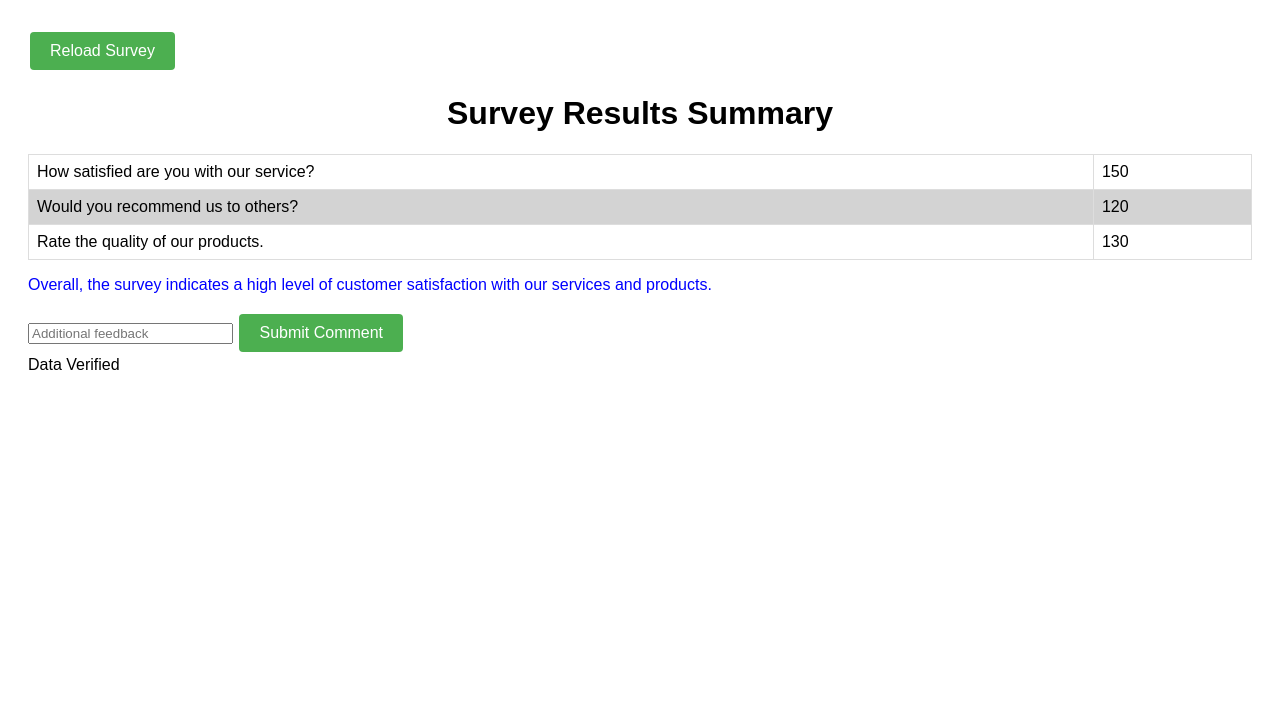 Reload Survey
Survey Results Summary
How satisfied are you with our service? 150
Would you recommend us to others? 120
Rate the quality of our products. 130
Overall, the survey indicates a high level of customer satisfaction with our services and products.
Additional feedback Submit Comment
Data Verified